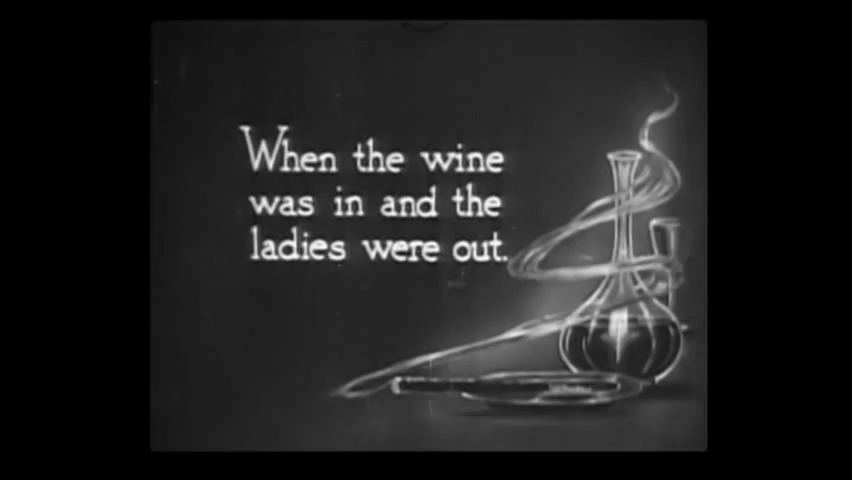 When the wine
was in and the
ladies were out.